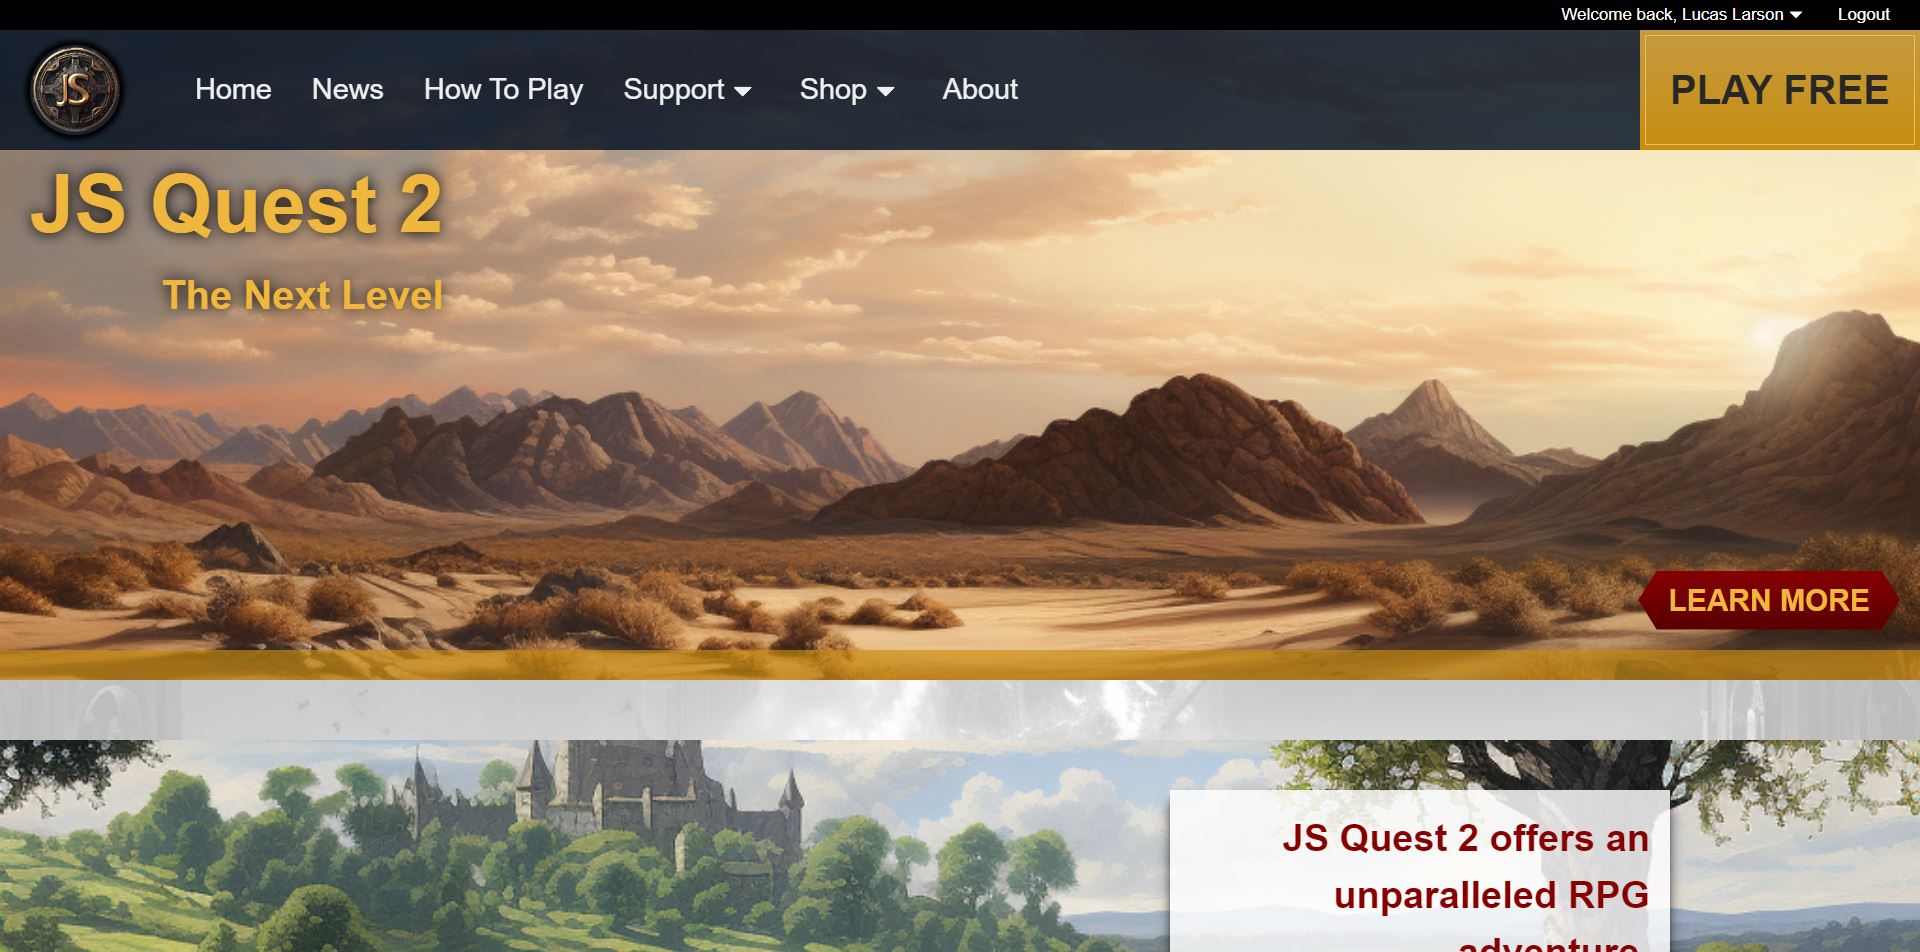 Welcome back, Lucas Larson
Logout
JS
Home
News
How To Play
Support
Shop
About
PLAY FREE
JS Quest 2
The Next Level
LEARN MORE
JS Quest 2 offers an
unparalleled RPG
adventure.